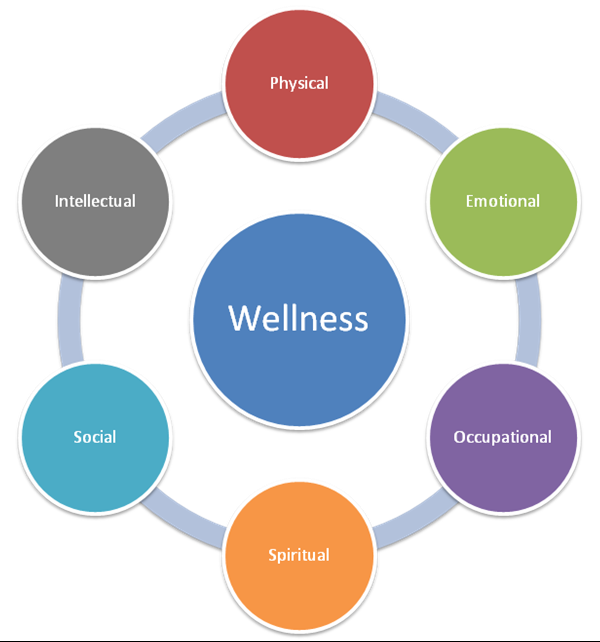 Physical
Intellectual
Emotional
Wellness
Social
Occupational
Spiritual